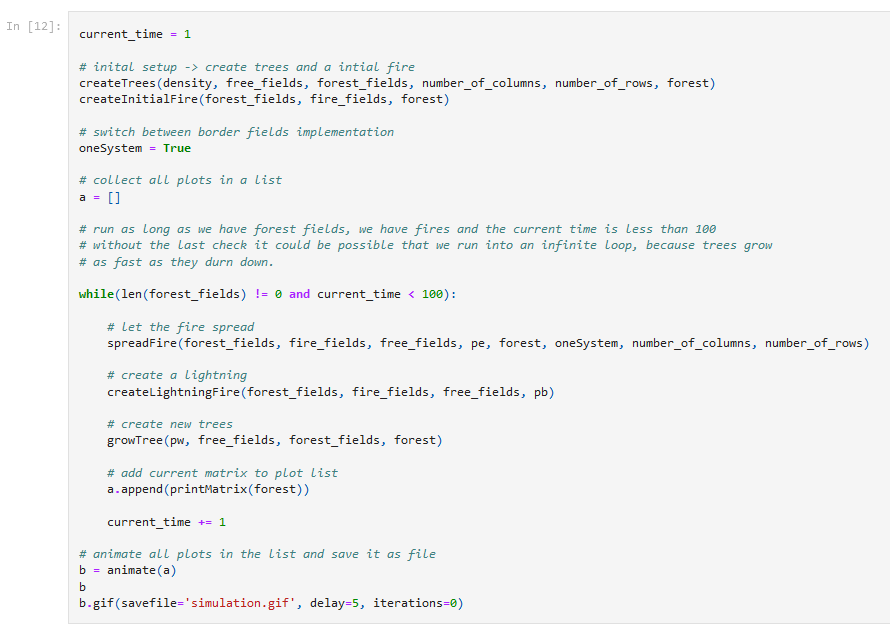 In [12]:
current_time = 1
# inital setup -> create trees and a intial fire
createTrees(density, free_fields, forest_fields, number_of_columns, number_of_rows, forest)
createInitialFire(forest_fields, fire_fields, forest)
# switch between border fields implementation
oneSystem = True
# collect all plots in a list
a = []
# run as long as we have forest fields, we have fires and the current time is less than 100
# without the last check it could be possible that we run into an infinite loop, because trees grow
# as fast as they durn down.
while(len(forest_fields) != 0 and current_time < 100):
    # let the fire spread
    spreadFire(forest_fields, fire_fields, free_fields, pe, forest, oneSystem, number_of_columns, number_of_rows)
    # create a lightning
    createLightningFire(forest_fields, fire_fields, free_fields, pb)
    # create new trees
    growTree(pw, free_fields, forest_fields, forest)
    # add current matrix to plot list
    a.append(printMatrix(forest))
    current_time += 1
# animate all plots in the list and save it as file
b = animate(a)
b
b.gif(savefile='simulation.gif', delay=5, iterations=0)